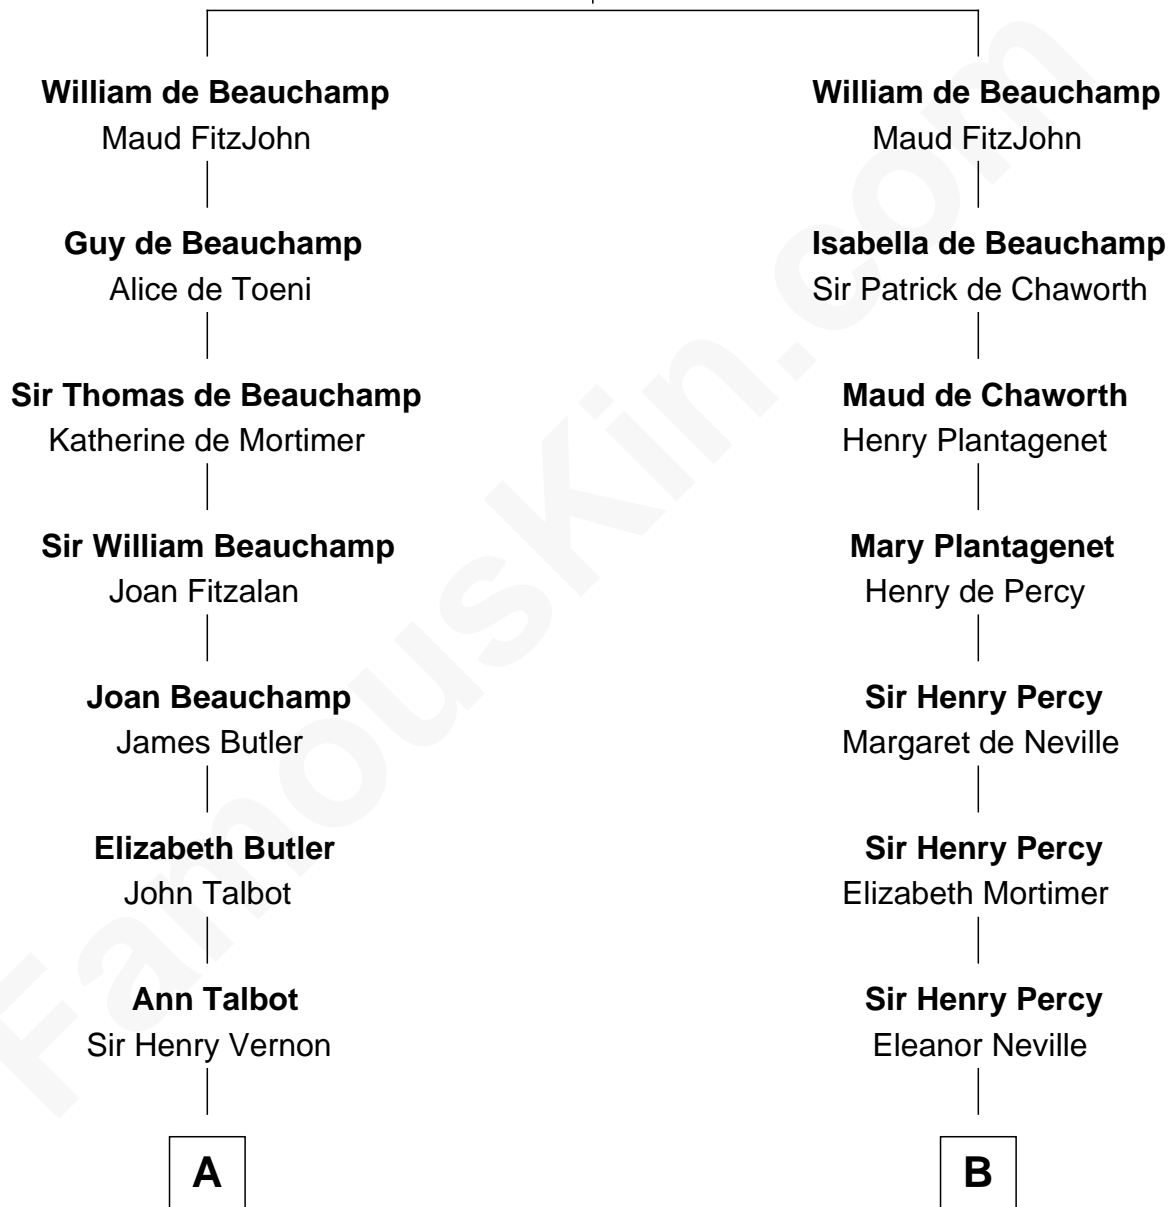 William de Beauchamp
Maud FitzJohn
William de Beauchamp
Maud FitzJohn
Guy de Beauchamp
Alice de Toeni
Isabella de Beauchamp
Sir Patrick de Chaworth
Sir Thomas de Beauchamp
Katherine de Mortimer
Maud de Chaworth
Henry Plantagenet
Sir William Beauchamp
Joan Fitzalan
Mary Plantagenet
Henry de Percy
Joan Beauchamp
James Butler
Sir Henry Percy
Margaret de Neville
Elizabeth Butler
John Talbot
Sir Henry Percy
Elizabeth Mortimer
Ann Talbot
Sir Henry Vernon
Sir Henry Percy
Eleanor Neville
A
B
FamousKin.com